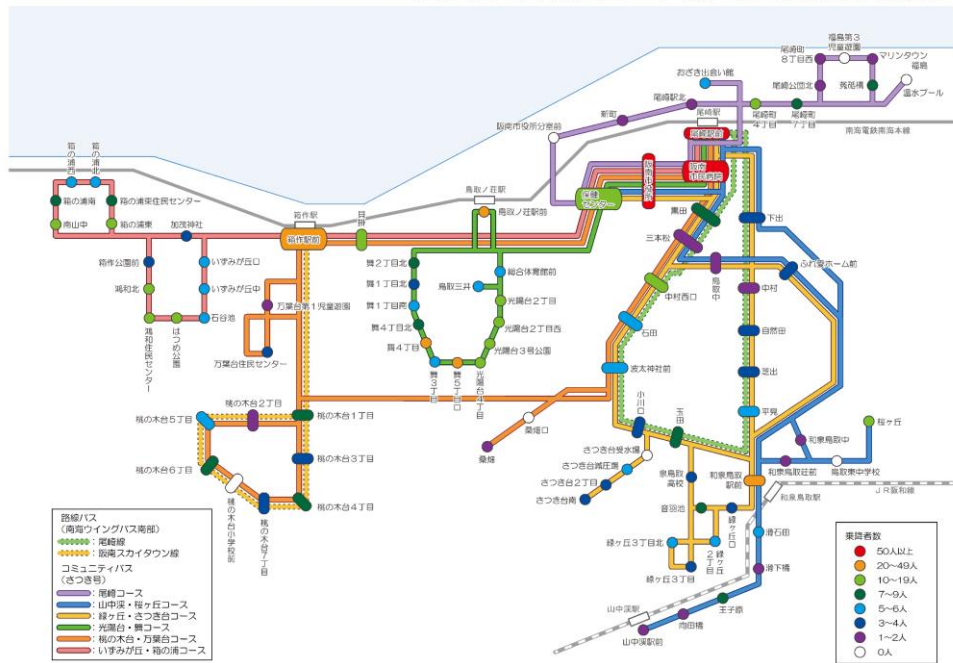 福島第3
児童遊園
尾崎町
8丁目西
マリンタウン
福島
おざき出会い館
尾崎公団北
温水プール
尾崎駅北
新町
尾崎町
4丁目
尾崎町
7丁目
阪南市役所分室前
尾崎駅
尾崎駅前
南海電鉄南海本線
阪南市役所
阪南
市民病院
保健
センター
箱の浦西
箱の浦北
箱の浦南
箱の浦東住民センター
南山中
箱の浦東
加茂神社
箱作駅
箱作駅前
貝掛
鳥取ノ荘駅
鳥取ノ荘駅前
黒田
三本松
下出
ふれ愛ホーム前
鳥取中
中村
中村西口
自然田
石田
芝出
波太神社前
平見
箱作公園前
いずみが丘口
鴻和北
いずみが丘中
石谷池
鴻和住民センター
はつめ公園
万葉台第1児童遊園
万葉台住民センター
舞2丁目北
総合体育館前
舞1丁目北
鳥取三井
舞1丁目南
光陽台2丁目
舞4丁目北
光陽台2丁目西
舞4丁目
光陽台3号公園
舞3丁目
舞5丁目口
光陽台4丁目
桃の木台2丁目
桃の木台5丁目
桃の木台1丁目
桃の木台3丁目
桃の木台6丁目
桃の木台4丁目
桃の木台小学校前
桃の木台7丁目
桑畑口
桑畑
小川口
玉田
さつき台受水場
さつき台減圧場
さつき台2丁目
さつき台南
泉鳥取
高校
和泉鳥取
駅前
音羽池
緑ヶ丘口
緑ヶ丘3丁目北
緑ヶ丘
2丁目
緑ヶ丘3丁目
桜ヶ丘
和泉鳥取中
和泉鳥取荘前
鳥取東中学校
和泉鳥取駅
JR阪和線
滑石田
滑下橋
王子原
向田橋
山中渓駅
山中渓駅前
路線バス
（南海ウイングバス南部）
：尾崎線
：阪南スカイタウン線
コミュニティバス
（さつき号）
：尾崎コース
：山中渓・桜ヶ丘コース
：緑ヶ丘・さつき台コース
：光陽台・舞コース
：桃の木台・万葉台コース
：いずみが丘・箱の浦コース
乗降者数
50人以上
20～49人
10～19人
7～9人
5～6人
3～4人
1～2人
0人